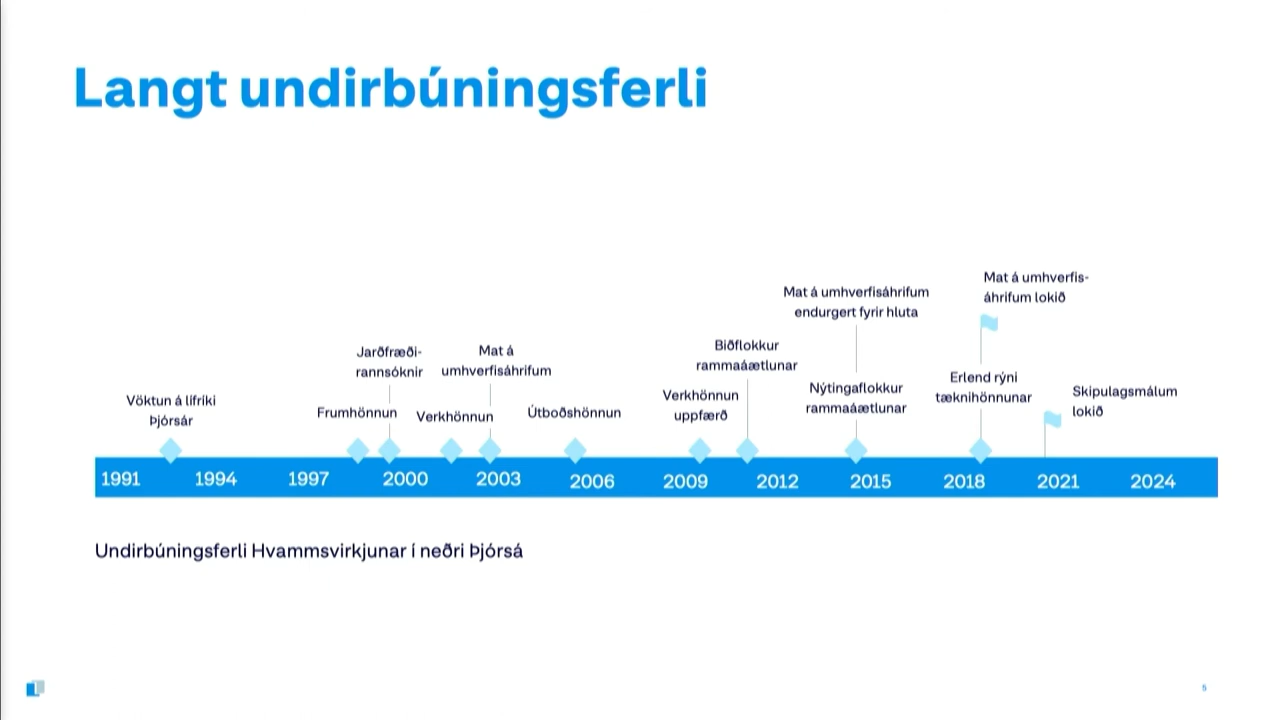 Langt undirbúningsferli
Mat á umhverfis-
áhrifum lokið
Mat á umhverfisáhrifum
endurgert fyrir hluta
Biðflokkur
rammaáætlunar
Jarðfræði-
rannsóknir
Mat á
umhverfisáhrifum
Erlend rýni
tæknihönnunar
Nýtingaflokkur
rammaáætlunar
Skipulagsmálum
lokið
Verkhönnun
uppfærð
Vöktun á lífríki
Þjórsár
Frumhönnun
Verkhönnun
Útboðshönnun
1991 1994 1997 2000 2003 2006 2009 2012 2015 2018 2021 2024
Undirbúningsferli Hvammsvirkjunar í neðri Þjórsá
5